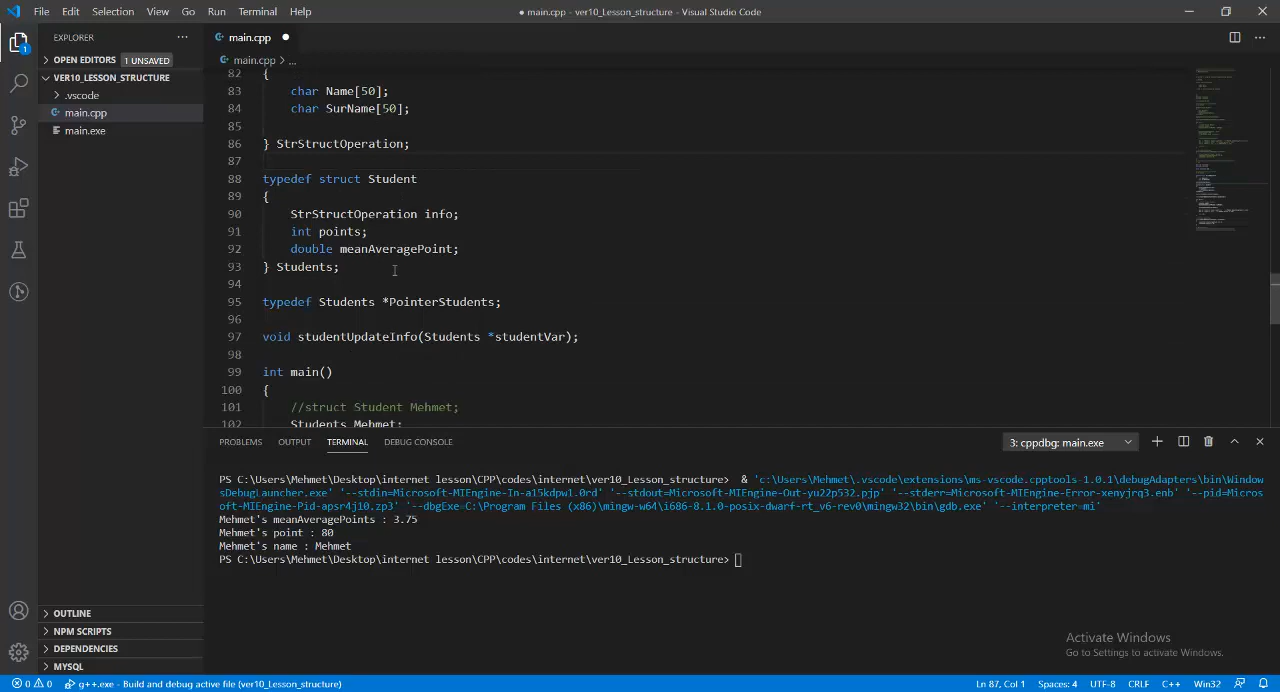 File Edit Selection View Go Run Terminal Help
● main.cpp - ver10_Lesson_structure - Visual Studio Code
EXPLORER
main.cpp
1
OPEN EDITORS 1 UNSAVED
main.cpp > ...
VER10_LESSON_STRUCTURE
.vscode
main.cpp
main.exe
82 {
83 char Name[50];
84 char SurName[50];
85
86 } StrStructOperation;
87
88 typedef struct Student
89 {
90 StrStructOperation info;
91 int points;
92 double meanAveragePoint;
93 } Students;
94
95 typedef Students *PointerStudents;
96
97 void studentUpdateInfo(Students *studentVar);
98
99 int main()
100 {
101 //struct Student Mehmet;
102 Students Mehmet;
PROBLEMS OUTPUT TERMINAL DEBUG CONSOLE
3: cppdbg: main.exe
PS C:\Users\Mehmet\Desktop\internet lesson\CPP\codes\internet\ver10_Lesson_structure> & 'c:\Users\Mehmet\.vscode\extensions\ms-vscode.cpptools-1.0.1\debugAdapters\bin\Window
sDebugLauncher.exe' '--stdin=Microsoft-MIEngine-In-a15kdpw1.0rd' '--stdout=Microsoft-MIEngine-Out-yu22p532.pjp' '--stderr=Microsoft-MIEngine-Error-xenyjrq3.enb' '--pid=Micros
oft-MIEngine-Pid-apsr4j10.zp3' '--dbgExe=C:\Program Files (x86)\mingw-w64\i686-8.1.0-posix-dwarf-rt_v6-rev0\mingw32\bin\gdb.exe' '--interpreter=mi'
Mehmet's meanAveragePoints : 3.75
Mehmet's point : 80
Mehmet's name : Mehmet
PS C:\Users\Mehmet\Desktop\internet lesson\CPP\codes\internet\ver10_Lesson_structure>
OUTLINE
NPM SCRIPTS
DEPENDENCIES
MYSQL
Activate Windows
Go to Settings to activate Windows.
0 0 g++.exe - Build and debug active file (ver10_Lesson_structure)
Ln 87, Col 1 Spaces: 4 UTF-8 CRLF C++ Win32